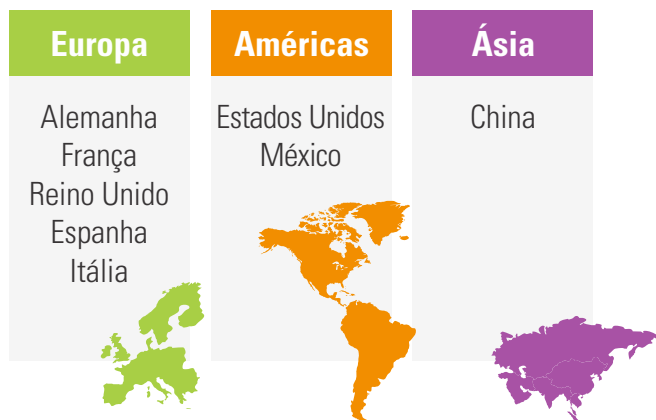 Europa
Alemanha
França
Reino Unido
Espanha
Itália
Américas
Estados Unidos
México
Ásia
China